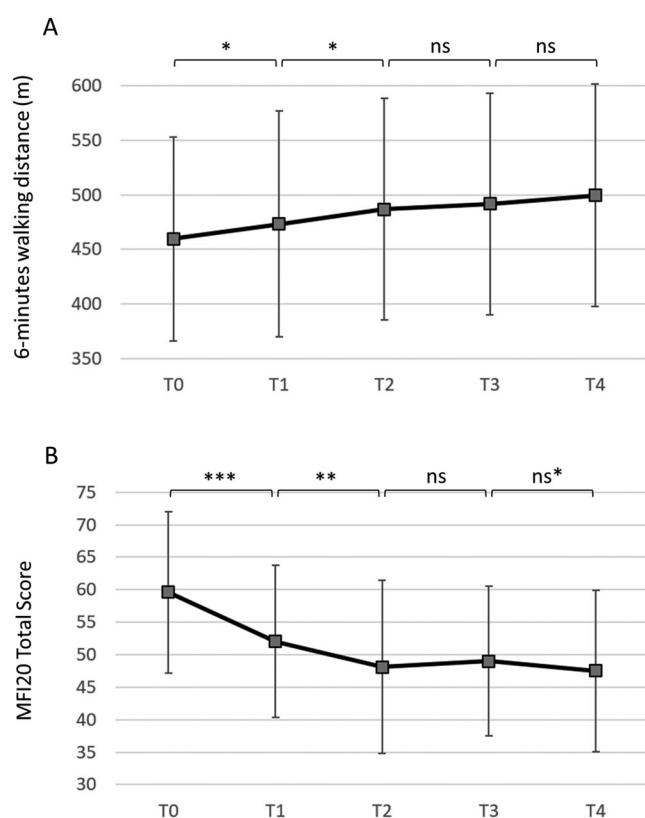 A
* * ns ns
6-minutes walking distance (m)
600
550
500
450
400
350
T0 T1 T2 T3 T4
B
*** ** ns ns*
MFI20 Total Score
75
70
65
60
55
50
45
40
35
30
T0 T1 T2 T3 T4